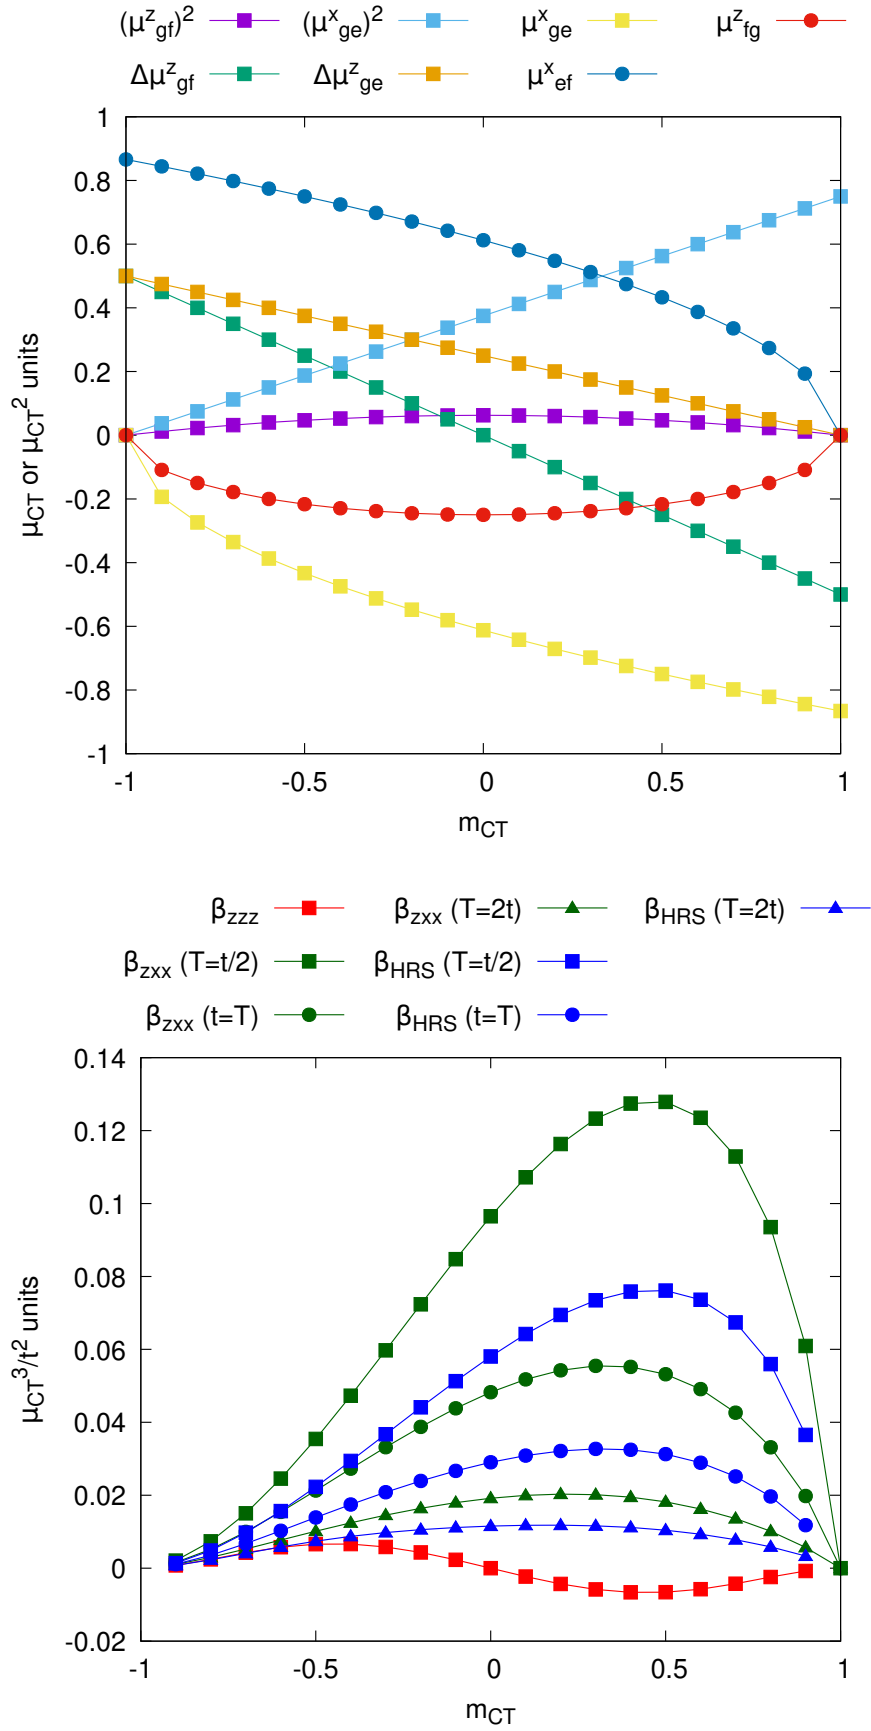 (μ^z_gf)^2 (μ^x_ge)^2 μ^x_ge μ^z_fg
Δμ^z_gf Δμ^z_ge μ^x_ef
1
0.8
0.6
0.4
0.2
0
-0.2
-0.4
-0.6
-0.8
-1
μ_CT or μ_CT^2 units
-1 -0.5 0 0.5 1
m_CT
β_zzz β_zxx (T=2t) β_HRS (T=2t)
β_zxx (T=t/2) β_HRS (T=t/2)
β_zxx (t=T) β_HRS (t=T)
0.14
0.12
0.1
0.08
0.06
0.04
0.02
0
-0.02
μ_CT^3/t^2 units
-1 -0.5 0 0.5 1
m_CT